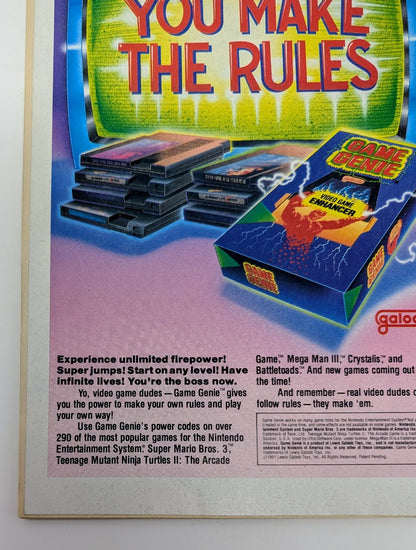 YOU MAKE
THE RULES
GAME
GENIE
VIDEO GAME
ENHANCER
GAME
GENIE
GAME
GENIE
galoo
Experience unlimited firepower!
Super jumps! Start on any level! Have
infinite lives! You're the boss now.
Yo, video game dudes — Game Genie™ gives
you the power to make your own rules and play
your own way!
Use Game Genie's power codes on over
290 of the most popular games for the Nintendo
Entertainment System,® Super Mario Bros. 3,™
Teenage Mutant Ninja Turtles II: The Arcade
Game,™ Mega Man III,™ Crystalis,™ and
Battletoads.™ And new games coming out
the time!
And remember — real video dudes
follow rules — they make 'em.